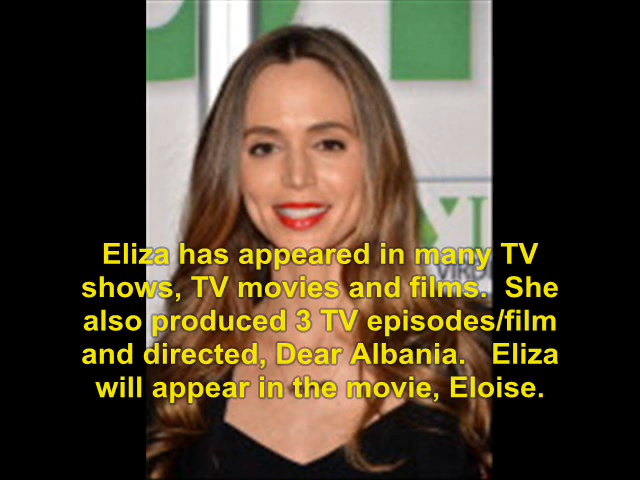 Eliza has appeared in many TV
shows, TV movies and films.  She
also produced 3 TV episodes/film
and directed, Dear Albania.   Eliza
will appear in the movie, Eloise.